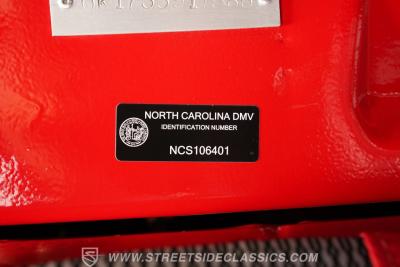 NORTH CAROLINA DMV
IDENTIFICATION NUMBER
NCS106401
WWW.STREETSIDECLASSICS.COM